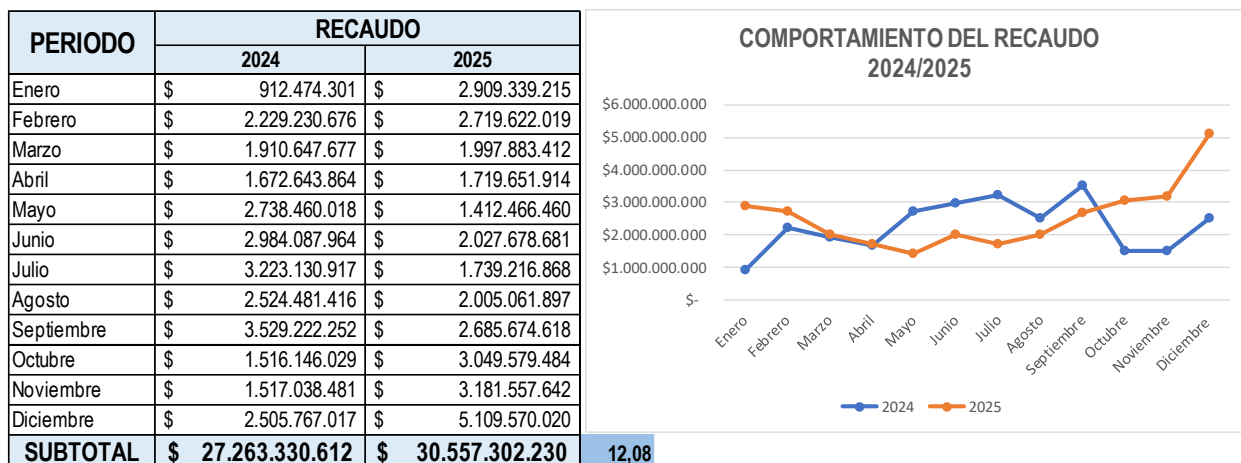 PERIODO RECAUDO
2024 2025
Enero $ 912.474.301 $ 2.909.339.215
Febrero $ 2.229.230.676 $ 2.719.622.019
Marzo $ 1.910.647.677 $ 1.997.883.412
Abril $ 1.672.643.864 $ 1.719.651.914
Mayo $ 2.738.460.018 $ 1.412.466.460
Junio $ 2.984.087.964 $ 2.027.678.681
Julio $ 3.223.130.917 $ 1.739.216.868
Agosto $ 2.524.481.416 $ 2.005.061.897
Septiembre $ 3.529.222.252 $ 2.685.674.618
Octubre $ 1.516.146.029 $ 3.049.579.484
Noviembre $ 1.517.038.481 $ 3.181.557.642
Diciembre $ 2.505.767.017 $ 5.109.570.020
SUBTOTAL $ 27.263.330.612 $ 30.557.302.230 12,08
COMPORTAMIENTO DEL RECAUDO
2024/2025
$6.000.000.000
$5.000.000.000
$4.000.000.000
$3.000.000.000
$2.000.000.000
$1.000.000.000
$-
Enero Febrero Marzo Abril Mayo Junio Julio Agosto Septiembre Octubre Noviembre Diciembre
2024 2025